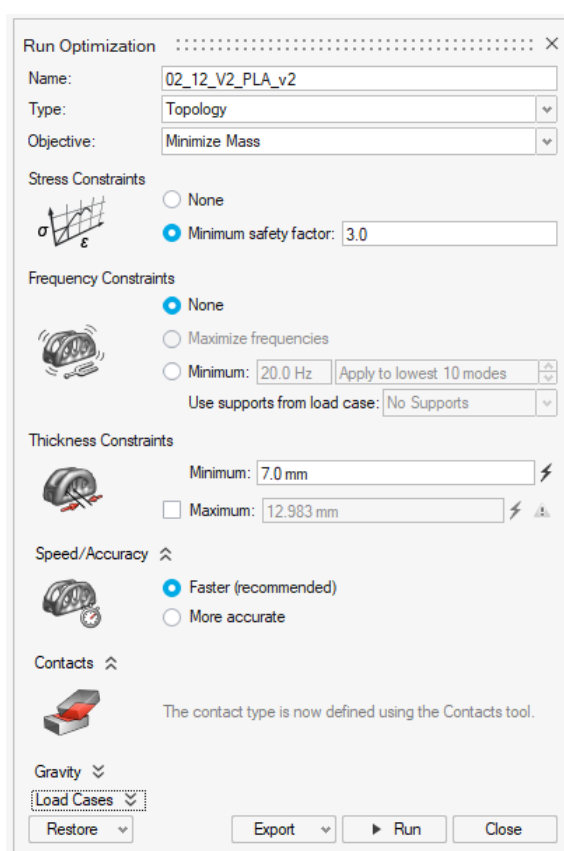 Run Optimization
Name: 02_12_V2_PLA_v2
Type: Topology
Objective: Minimize Mass
Stress Constraints
None
σ ε Minimum safety factor: 3.0
Frequency Constraints
None
Maximize frequencies
Minimum: 20.0 Hz Apply to lowest 10 modes
Use supports from load case: No Supports
Thickness Constraints
Minimum: 7.0 mm
Maximum: 12.983 mm
Speed/Accuracy
Faster (recommended)
More accurate
Contacts
The contact type is now defined using the Contacts tool.
Gravity
Load Cases
Restore Export Run Close